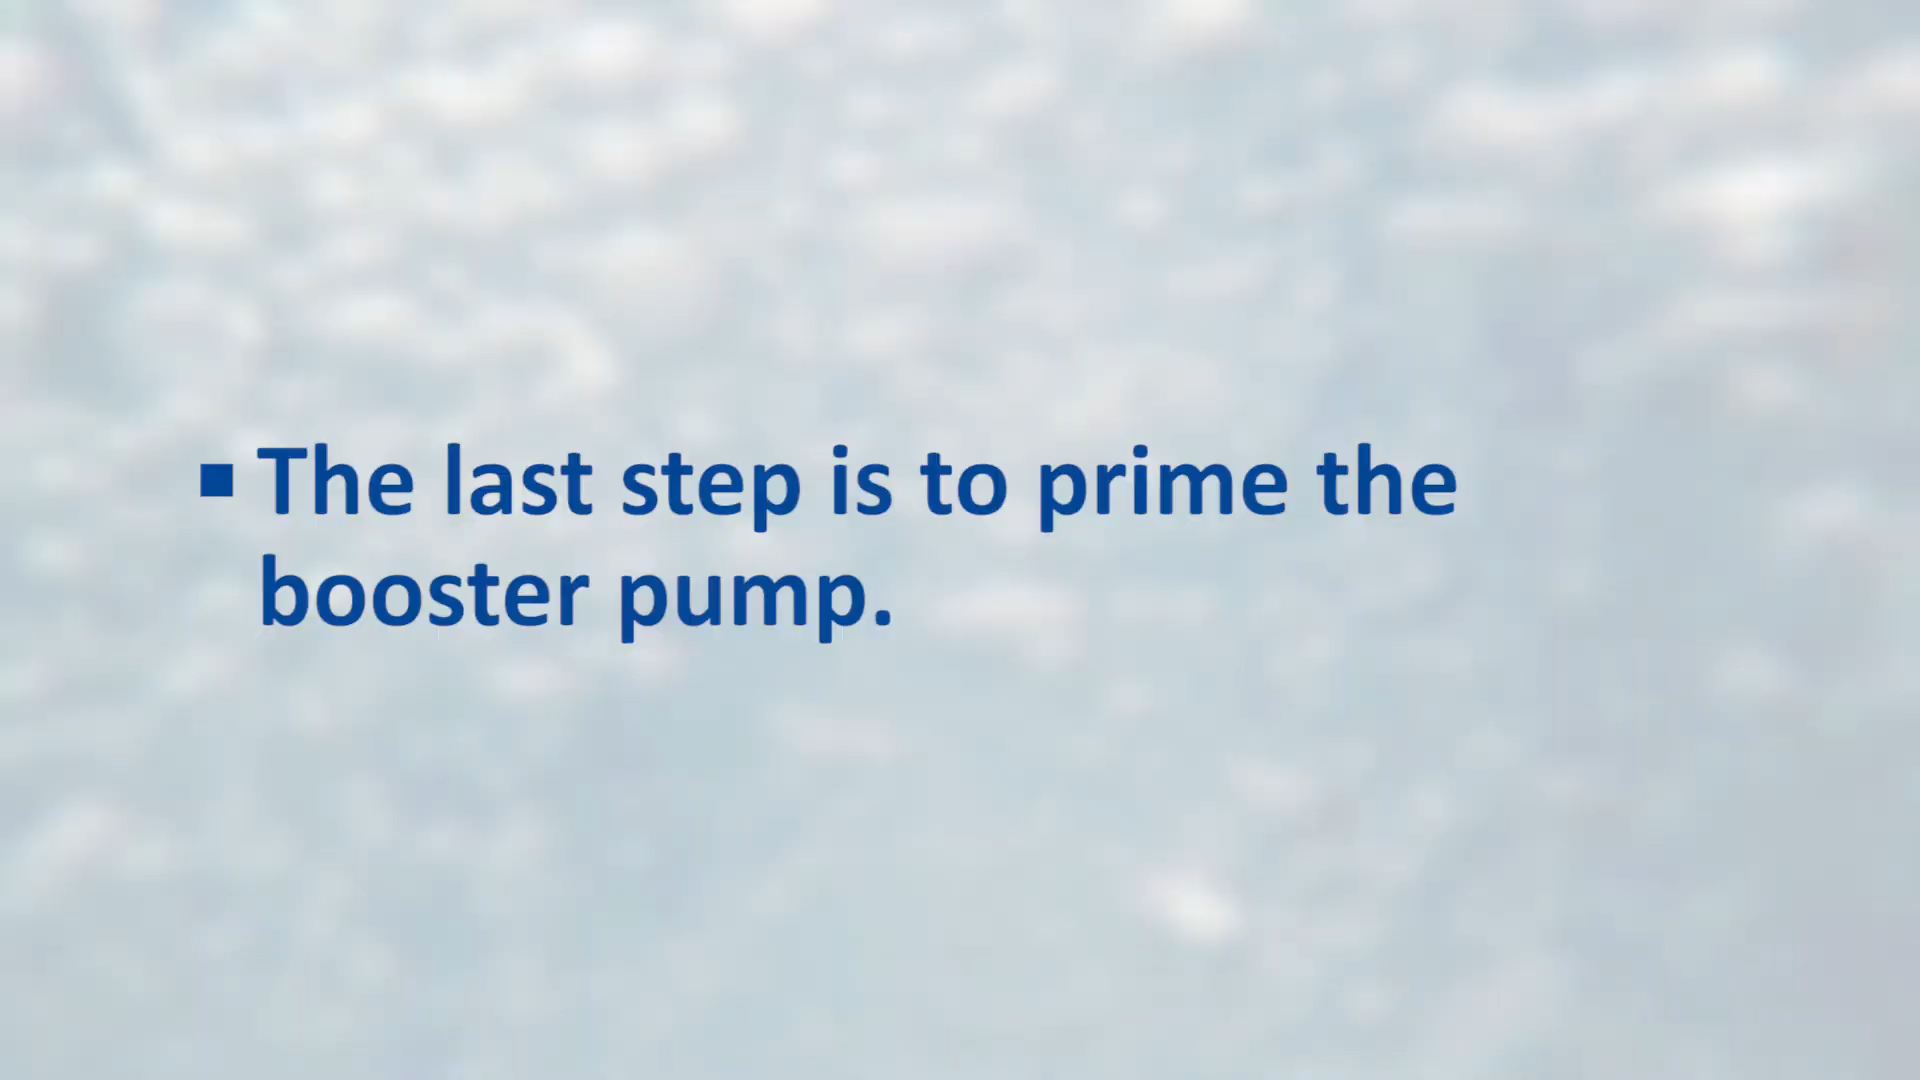 ▪ The last step is to prime the
booster pump.